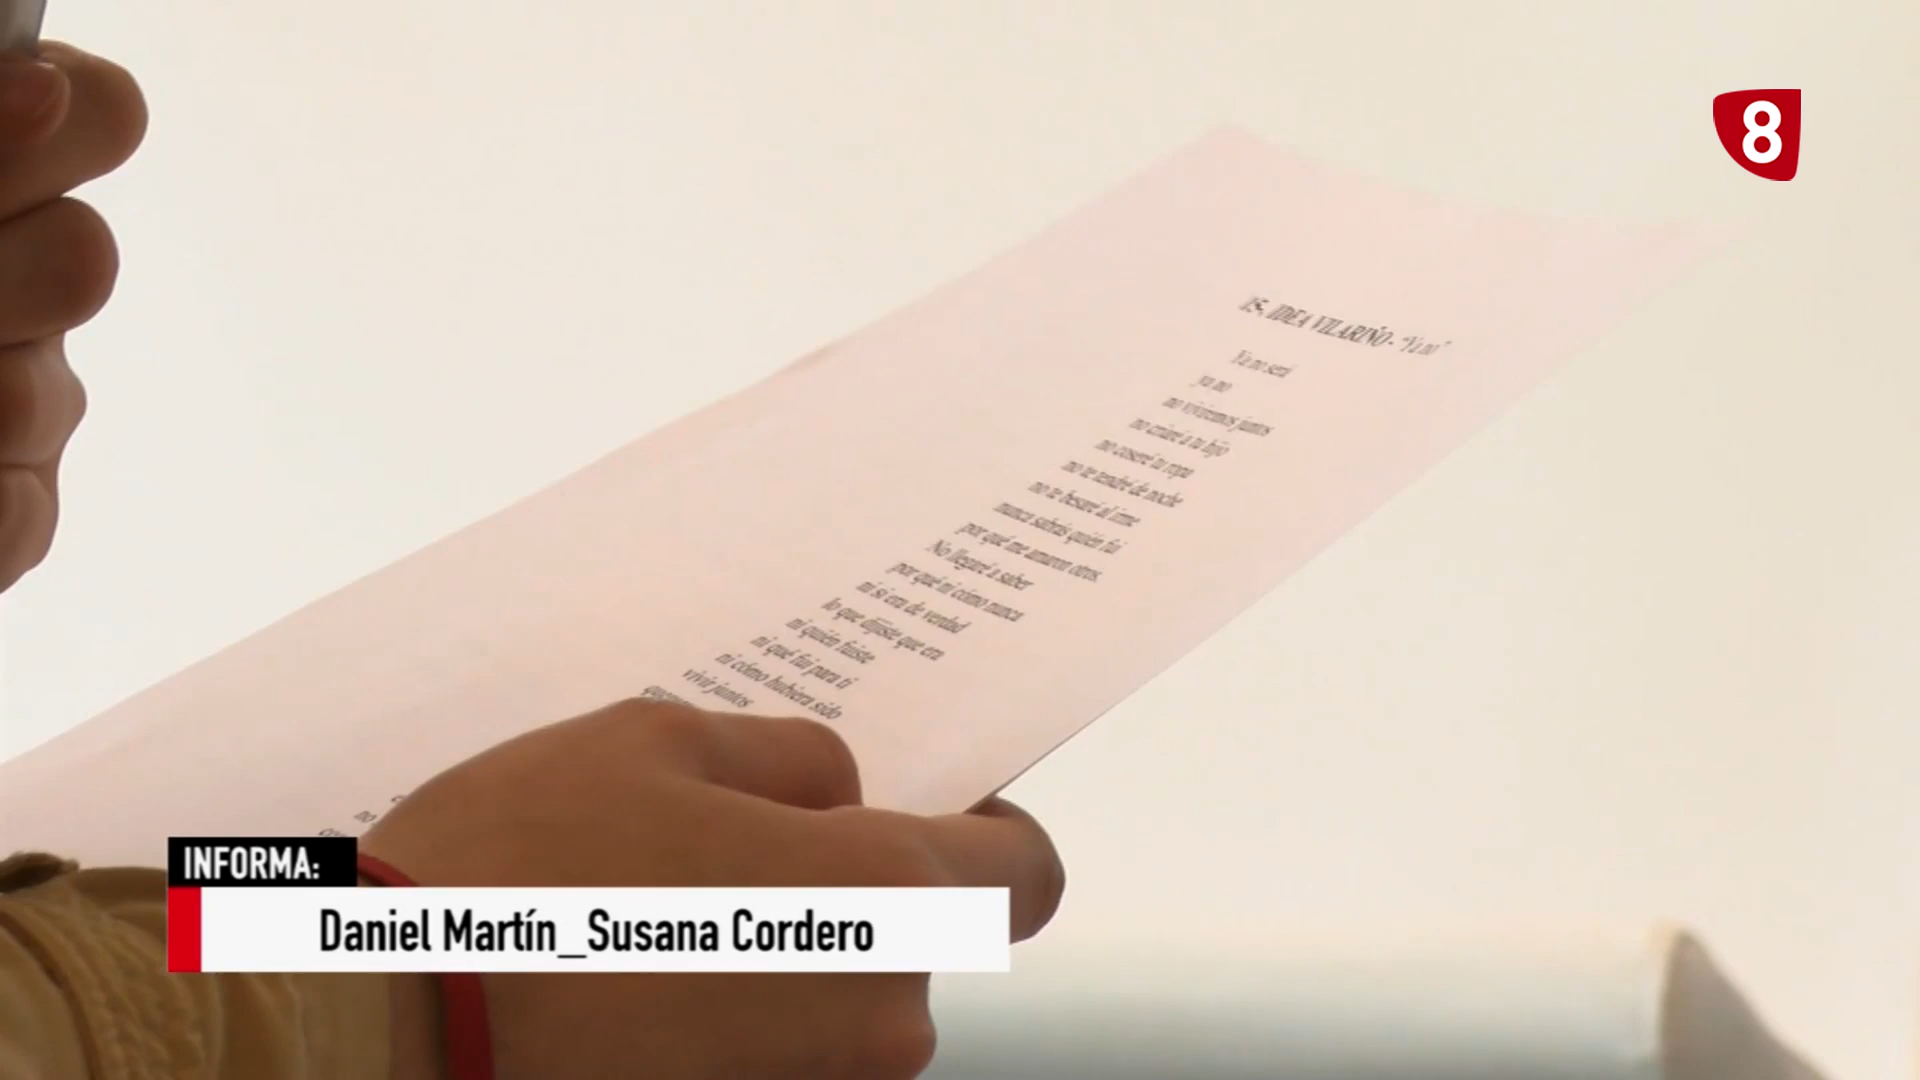 8
15. IDEA VILARIÑO - "Ya no"
Ya no será
ya no
no viviremos juntos
no criaré a tu hijo
no coseré tu ropa
no te tendré de noche
no te besaré al irme
nunca sabrás quién fui
por qué me amaron otros.
No llegaré a saber
por qué ni cómo nunca
ni si era de verdad
lo que dijiste que era
ni quién fuiste
ni qué fui para ti
ni cómo hubiera sido
vivir juntos
no
INFORMA:
Daniel Martín_Susana Cordero